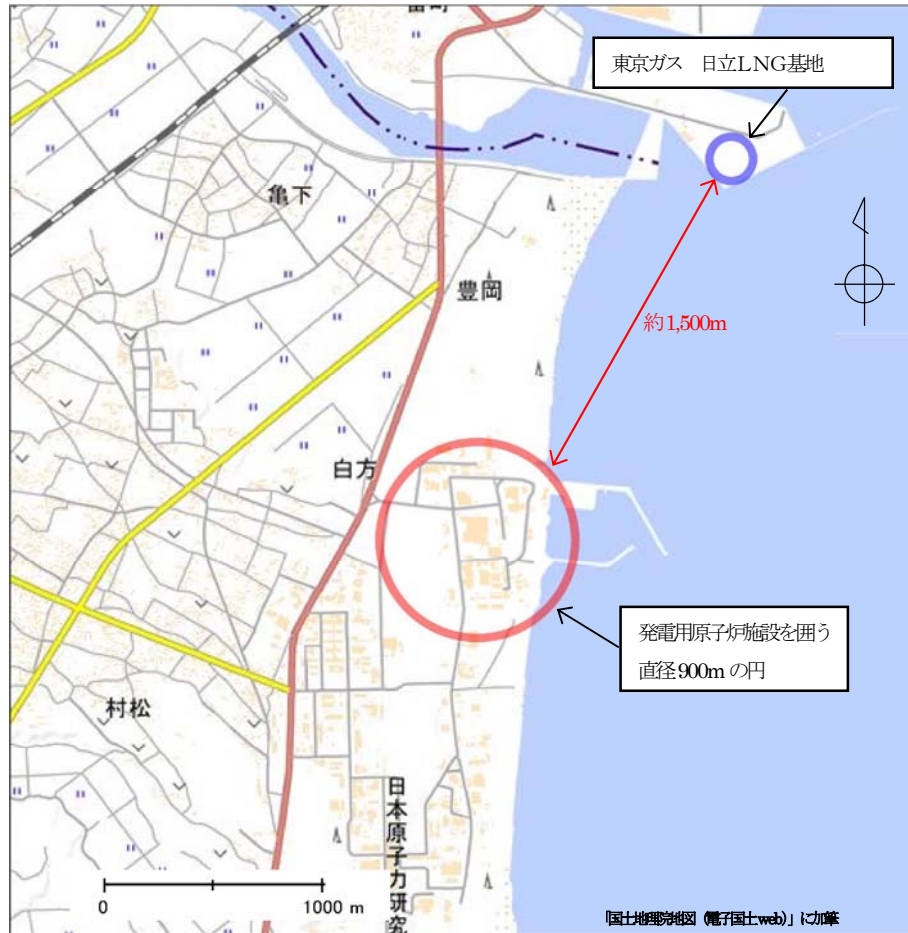 東京ガス 日立LNG基地
亀下
豊岡
約1,500m
白方
発電用原子炉施設を囲う
直径900mの円
村松
日本原子力研究
0
1000 m
「国土地理院地図（電子国土web）」に加筆